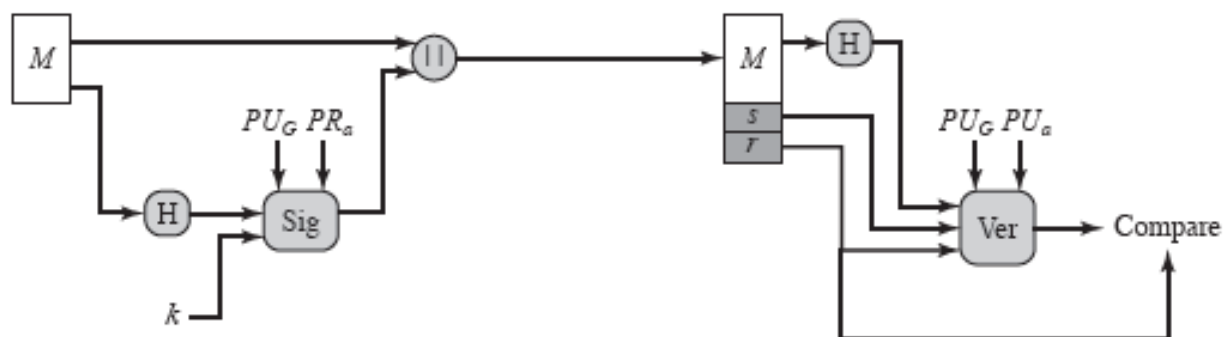 M
||
M
H
s
r
PU_G PR_a
PU_G PU_a
H
Sig
Ver
Compare
k